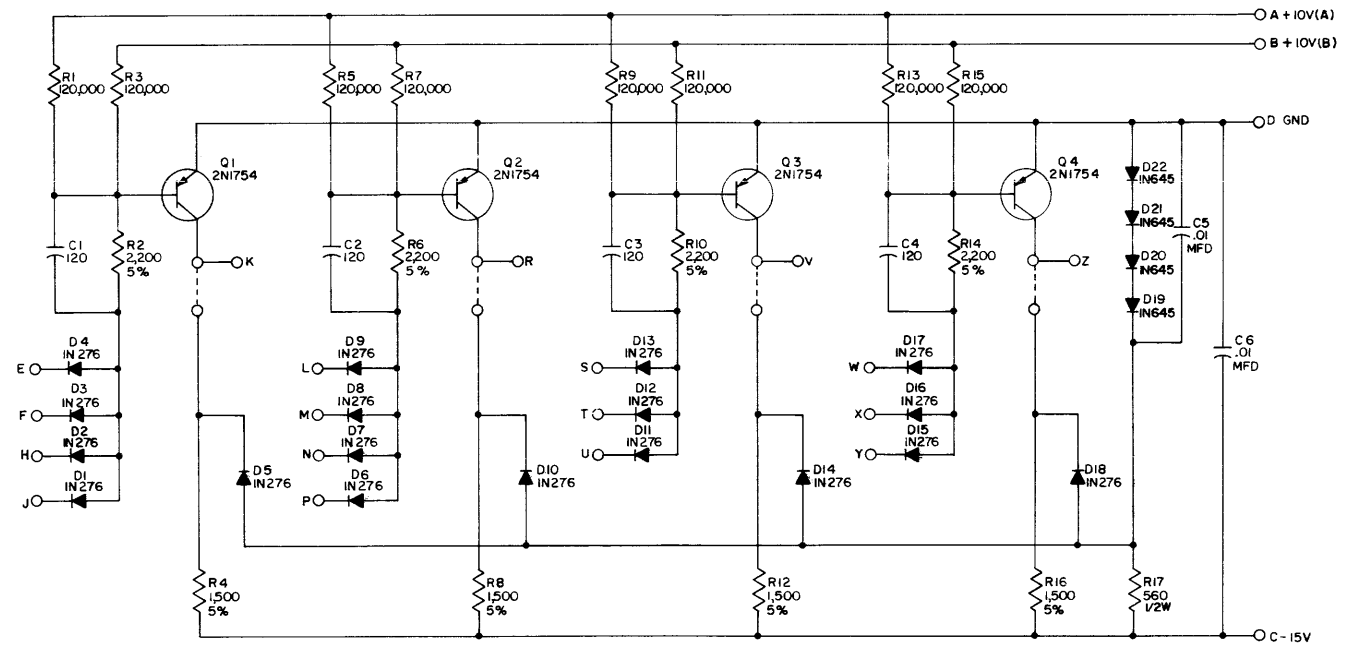 A +10V(A)
B +10V(B)
R1
120,000
R3
120,000
R5
120,000
R7
120,000
R9
120,000
R11
120,000
R13
120,000
R15
120,000
D GND
Q1
2N1754
Q2
2N1754
Q3
2N1754
Q4
2N1754
D22
IN645
D21
IN645
D20
IN645
D19
IN645
C5
.01
MFD
C1
120
R2
2,200
5%
K
C2
120
R6
2,200
5%
R
C3
120
R10
2,200
5%
V
C4
120
R14
2,200
5%
Z
C6
.01
MFD
D4
IN276
E
D3
IN276
F
D2
IN276
H
D1
IN276
J
D9
IN276
L
D8
IN276
M
D7
IN276
N
D6
IN276
P
D13
IN276
S
D12
IN276
T
D11
IN276
U
D17
IN276
W
D16
IN276
X
D15
IN276
Y
D5
IN276
D10
IN276
D14
IN276
D18
IN276
R4
1,500
5%
R8
1,500
5%
R12
1,500
5%
R16
1,500
5%
R17
560
1/2W
C-15V